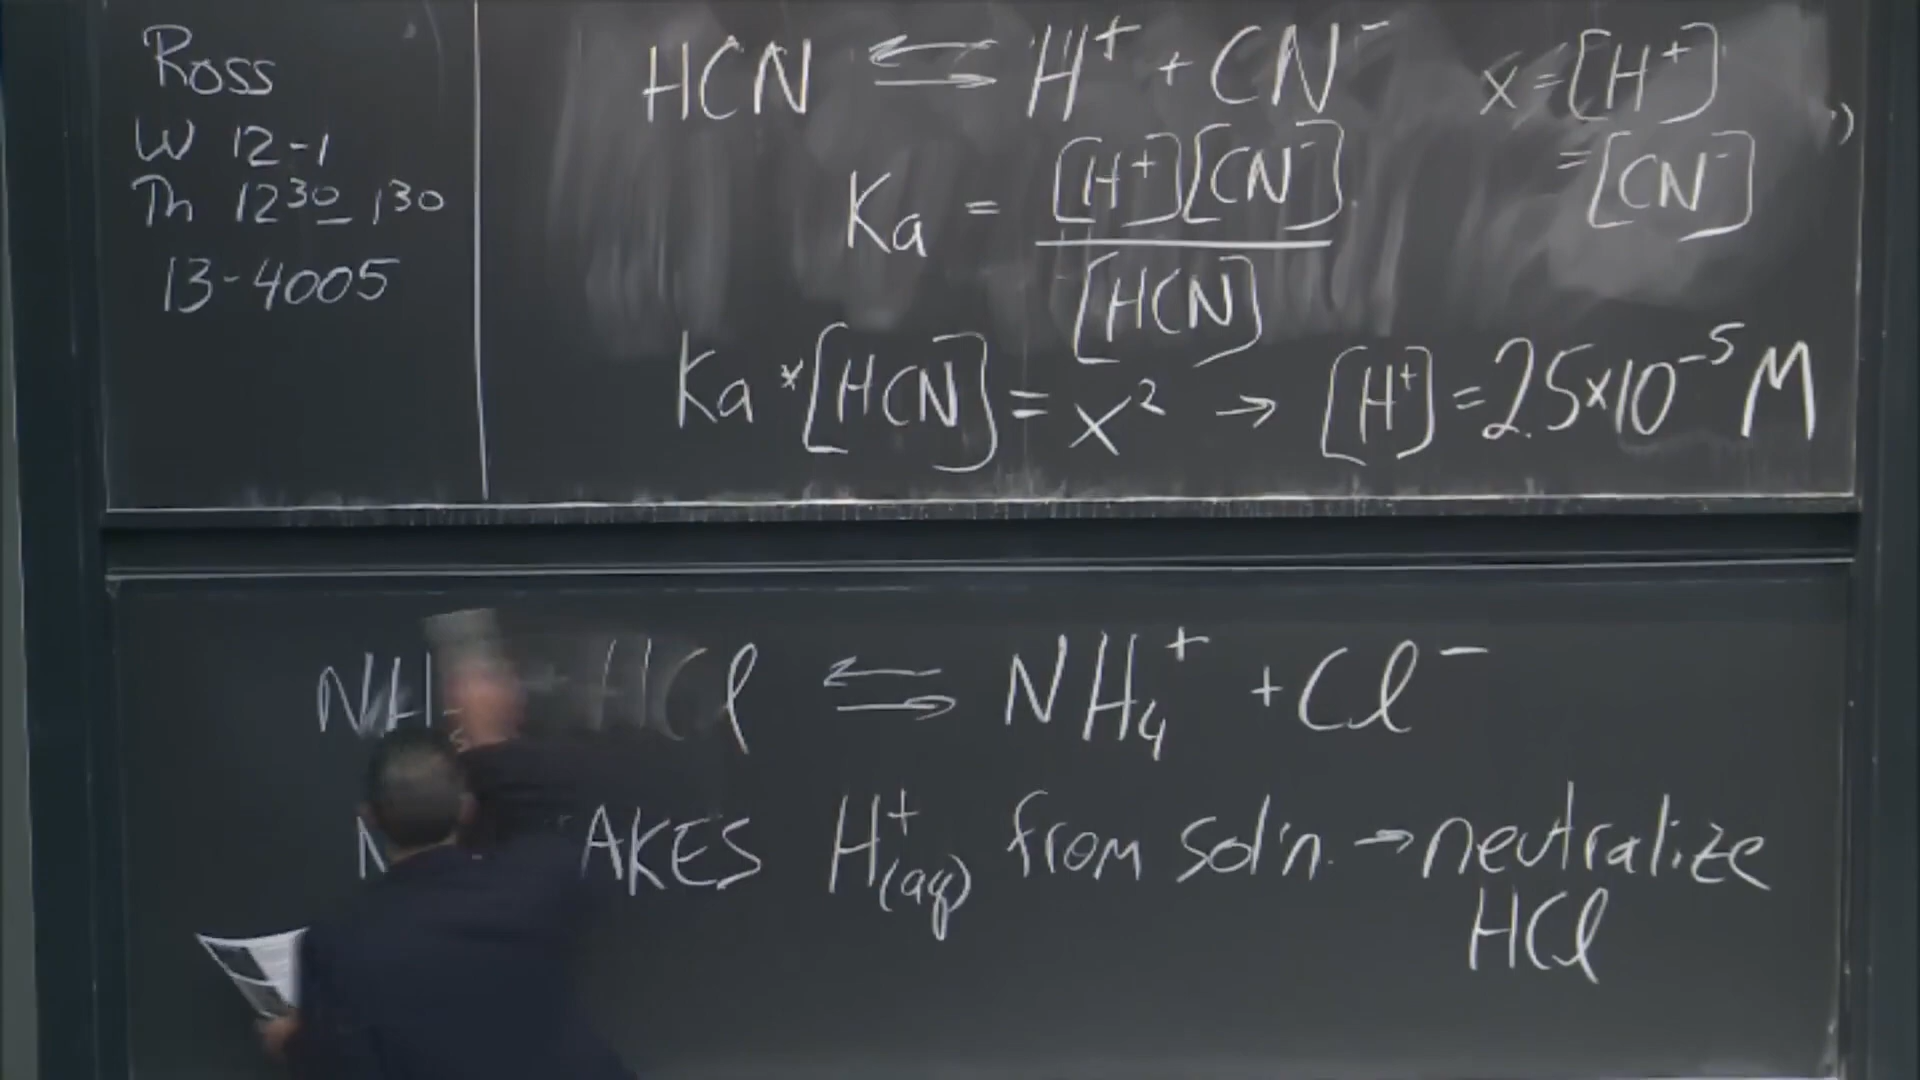 Ross
W 12-1
Th 12³⁰-1³⁰
13-4005
HCN ⇌ H⁺ + CN⁻
x = [H⁺]
= [CN⁻]
Ka = [H⁺][CN⁻] / [HCN]
Ka * [HCN] = x² → [H⁺] = 2.5×10⁻⁵ M
+ HCl ⇌ NH₄⁺ + Cl⁻
H⁺(aq) from sol'n. → neutralize
HCl